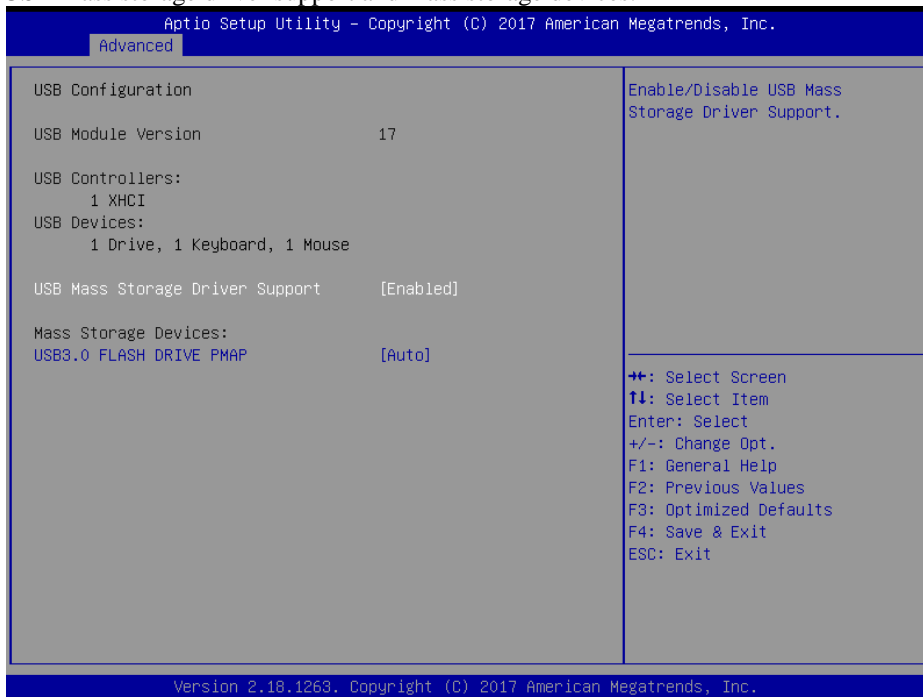 Aptio Setup Utility – Copyright (C) 2017 American Megatrends, Inc.
Advanced
USB Configuration
USB Module Version 17
USB Controllers:
1 XHCI
USB Devices:
1 Drive, 1 Keyboard, 1 Mouse
USB Mass Storage Driver Support [Enabled]
Mass Storage Devices:
USB3.0 FLASH DRIVE PMAP [Auto]
Enable/Disable USB Mass
Storage Driver Support.
→←: Select Screen
↑↓: Select Item
Enter: Select
+/-: Change Opt.
F1: General Help
F2: Previous Values
F3: Optimized Defaults
F4: Save & Exit
ESC: Exit
Version 2.18.1263. Copyright (C) 2017 American Megatrends, Inc.